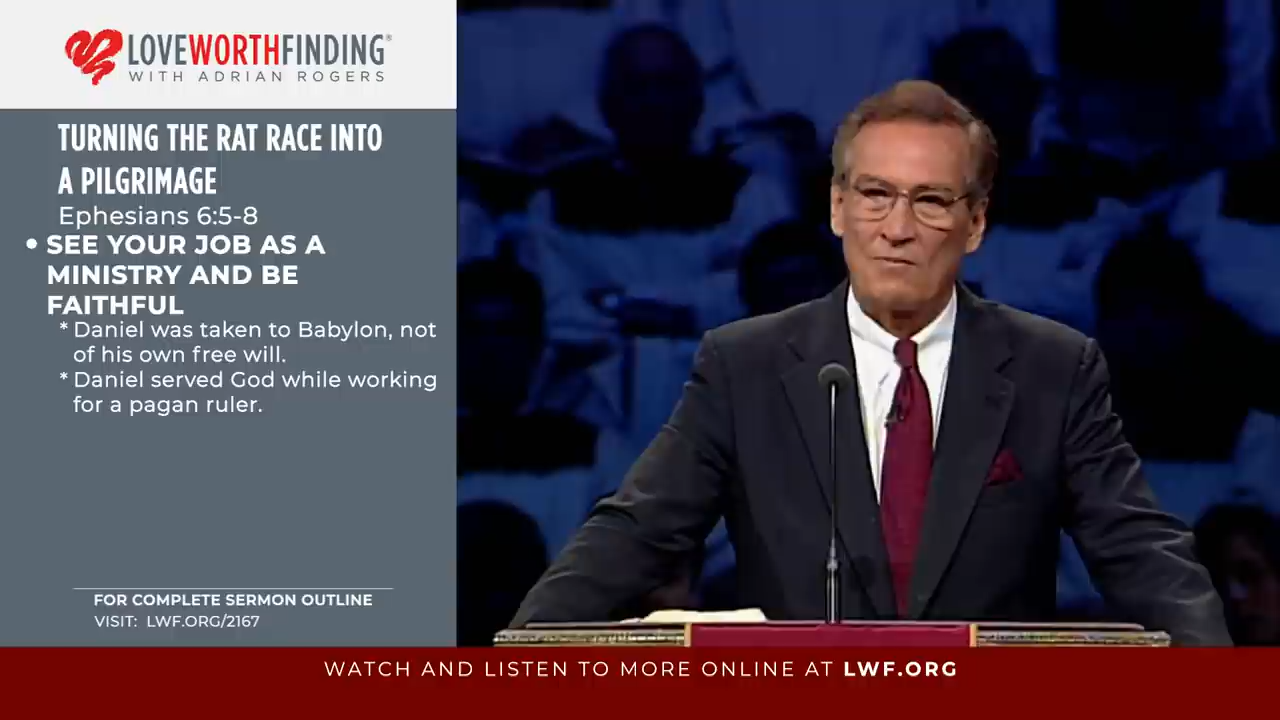 LOVEWORTHFINDING®
WITH ADRIAN ROGERS
TURNING THE RAT RACE INTO
A PILGRIMAGE
Ephesians 6:5-8
• SEE YOUR JOB AS A
MINISTRY AND BE
FAITHFUL
* Daniel was taken to Babylon, not
of his own free will.
* Daniel served God while working
for a pagan ruler.
FOR COMPLETE SERMON OUTLINE
VISIT: LWF.ORG/2167
WATCH AND LISTEN TO MORE ONLINE AT LWF.ORG